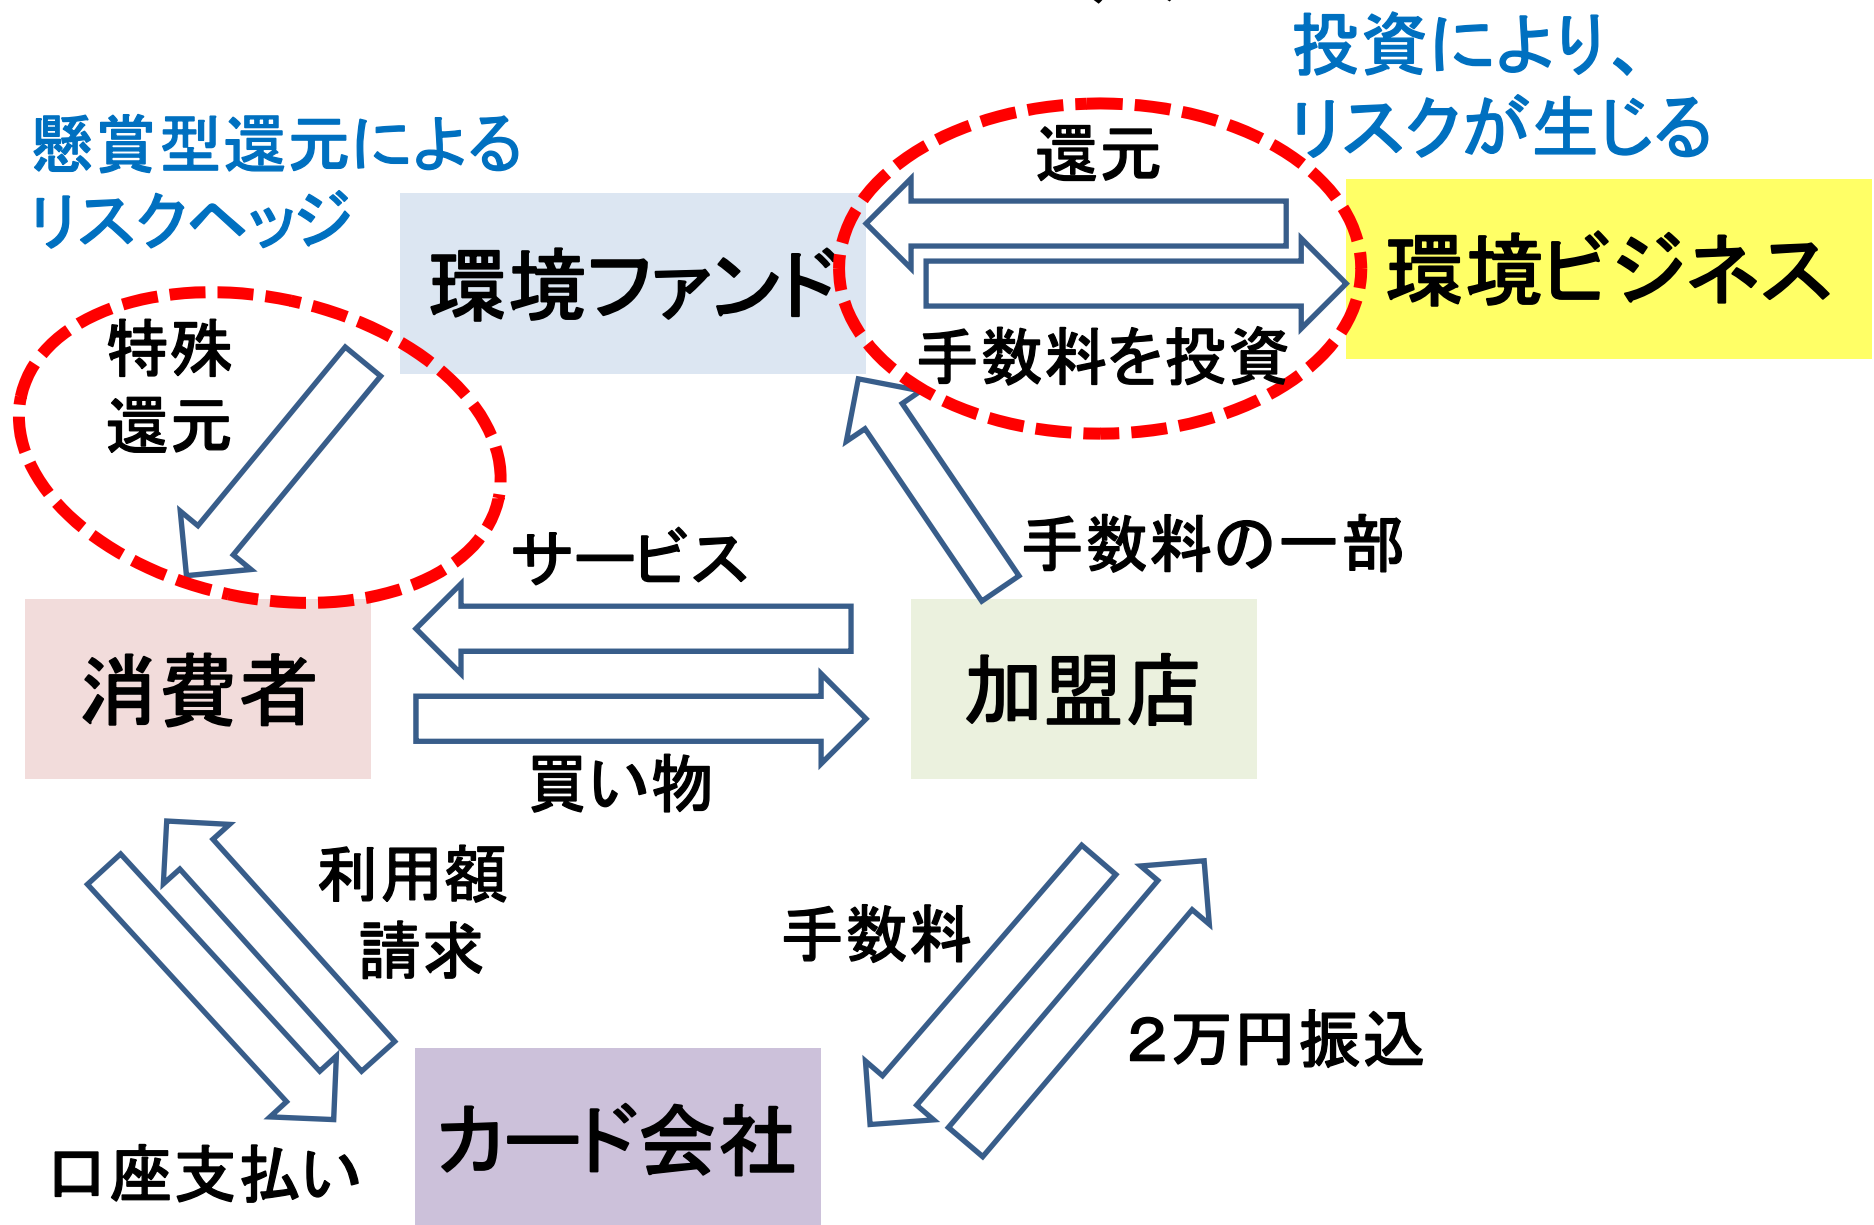 投資により、
リスクが生じる
懸賞型還元による
リスクヘッジ
還元
環境ファンド
環境ビジネス
手数料を投資
特殊
還元
手数料の一部
サービス
消費者
加盟店
買い物
利用額
請求
手数料
2万円振込
カード会社
口座支払い